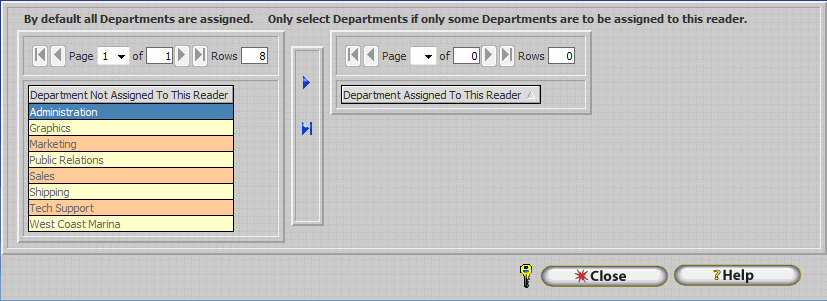 By default all Departments are assigned. Only select Departments if only some Departments are to be assigned to this reader.
Page 1 of 1 Rows 8
Page of 0 Rows 0
Department Not Assigned To This Reader
Administration
Graphics
Marketing
Public Relations
Sales
Shipping
Tech Support
West Coast Marina
Department Assigned To This Reader
Close
?Help